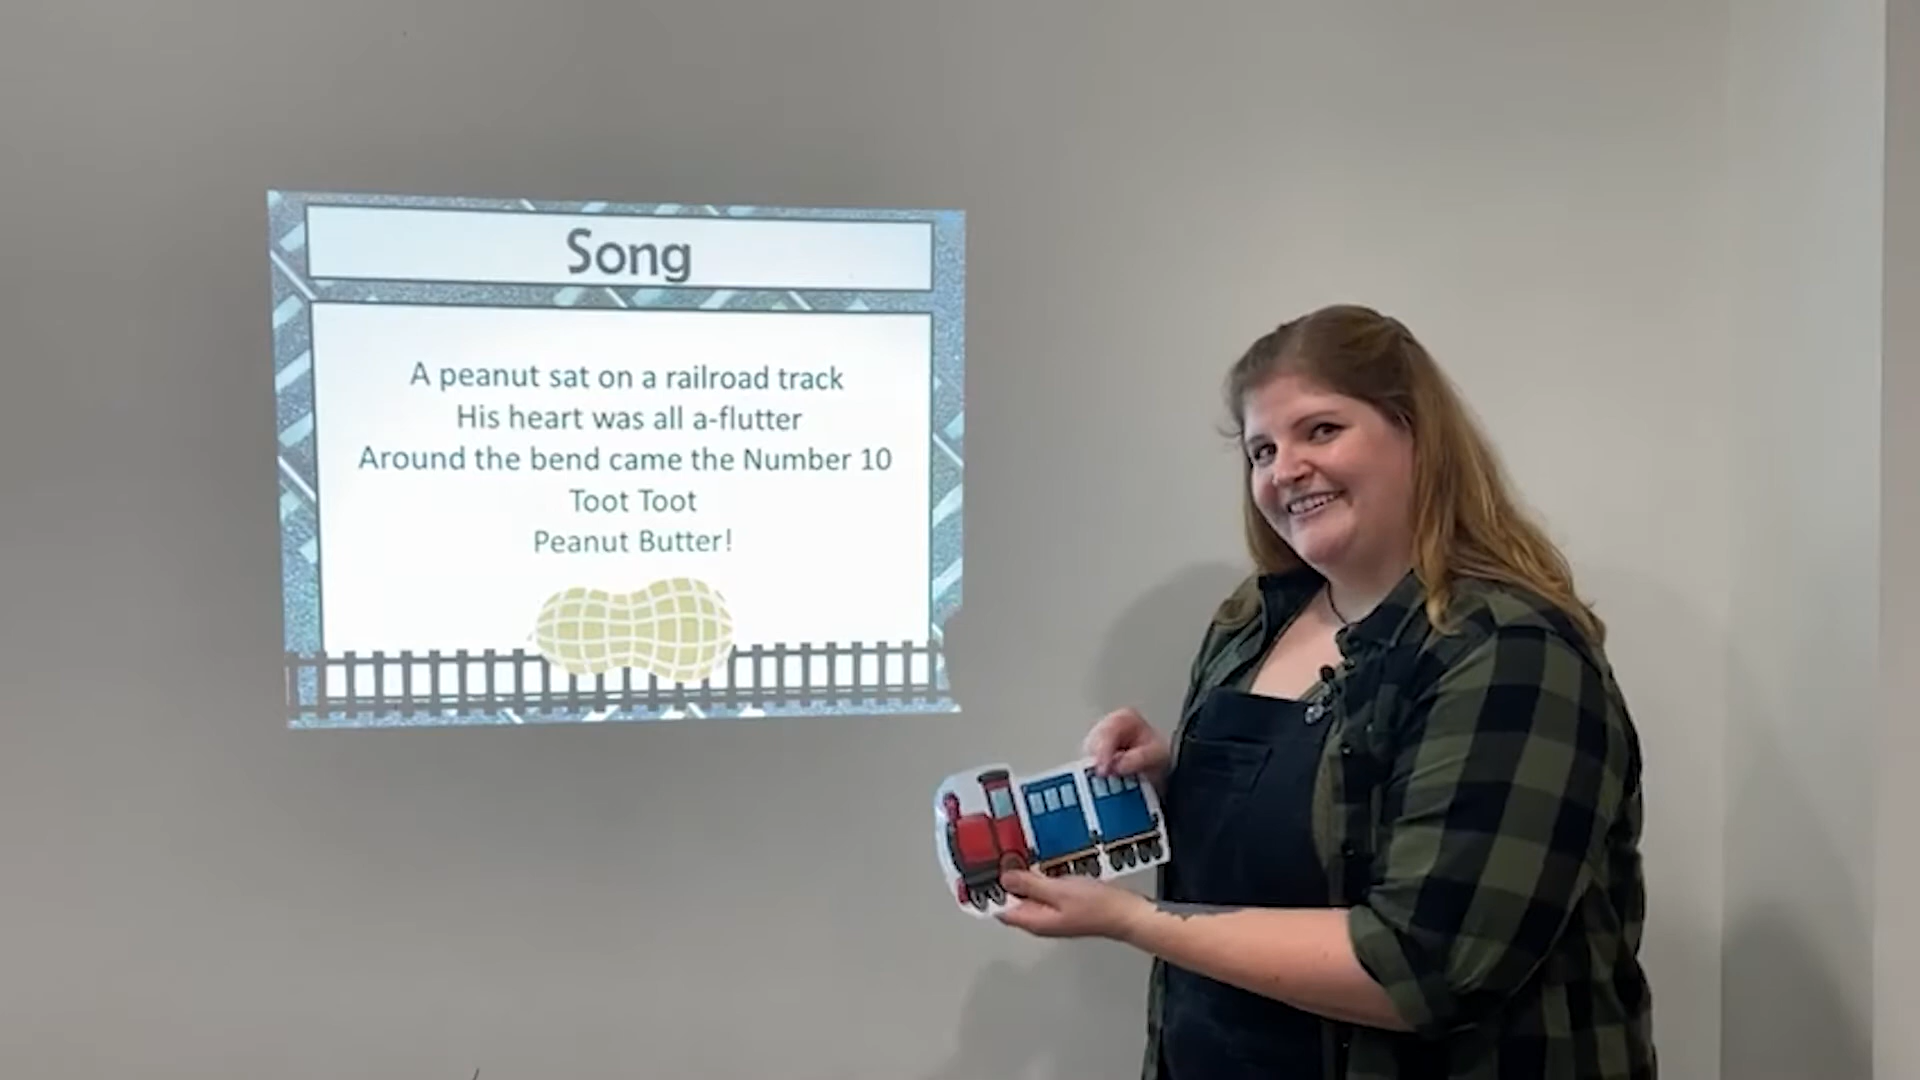 Song
A peanut sat on a railroad track
His heart was all a-flutter
Around the bend came the Number 10
Toot Toot
Peanut Butter!